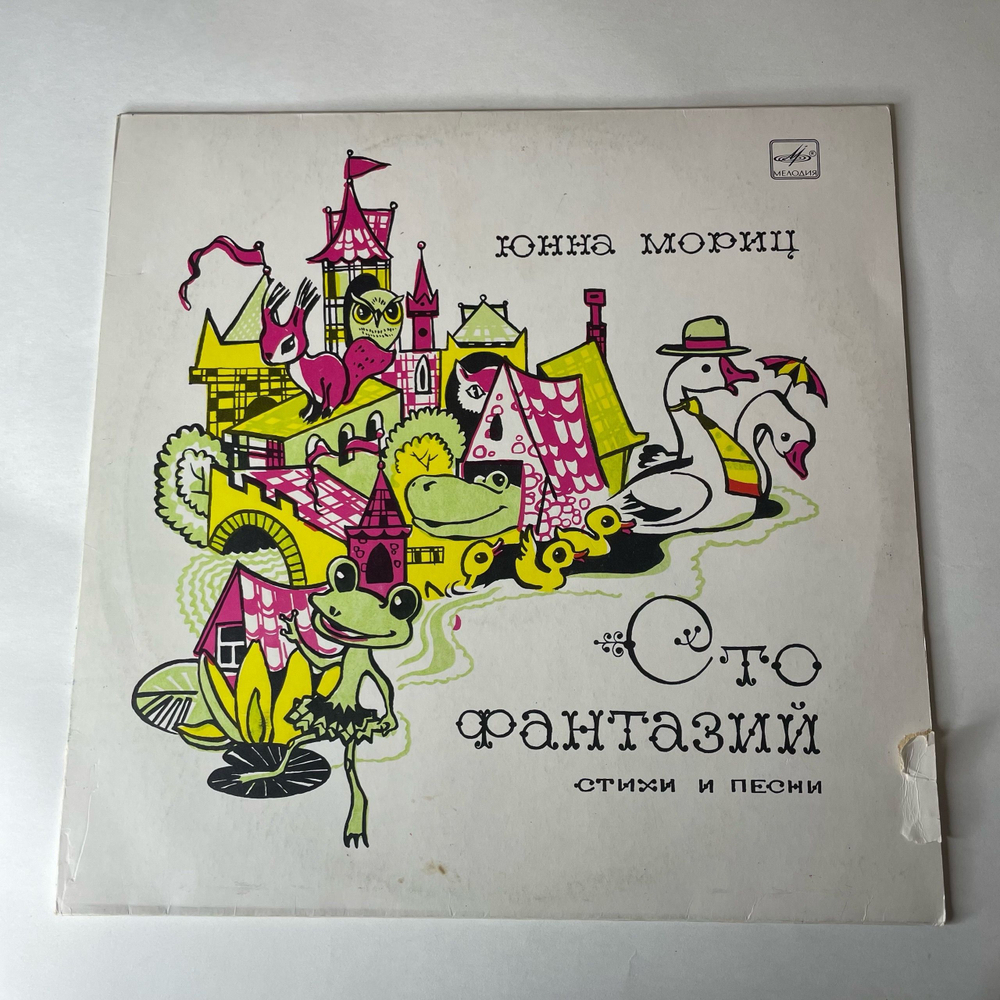 МЕЛОДИЯ
ЮННА МОРИЦ
Сто
фантазий
СТИХИ И ПЕСНИ